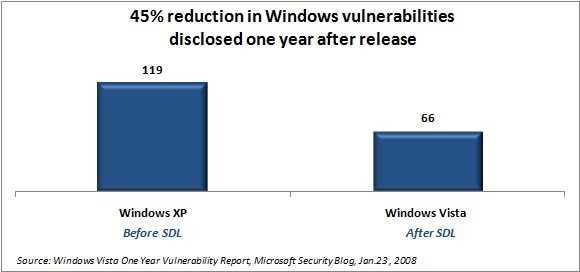 45% reduction in Windows vulnerabilities
disclosed one year after release
119
66
Windows XP
Windows Vista
Before SDL
After SDL
Source: Windows Vista One Year Vulnerability Report, Microsoft Security Blog, Jan.23 , 2008